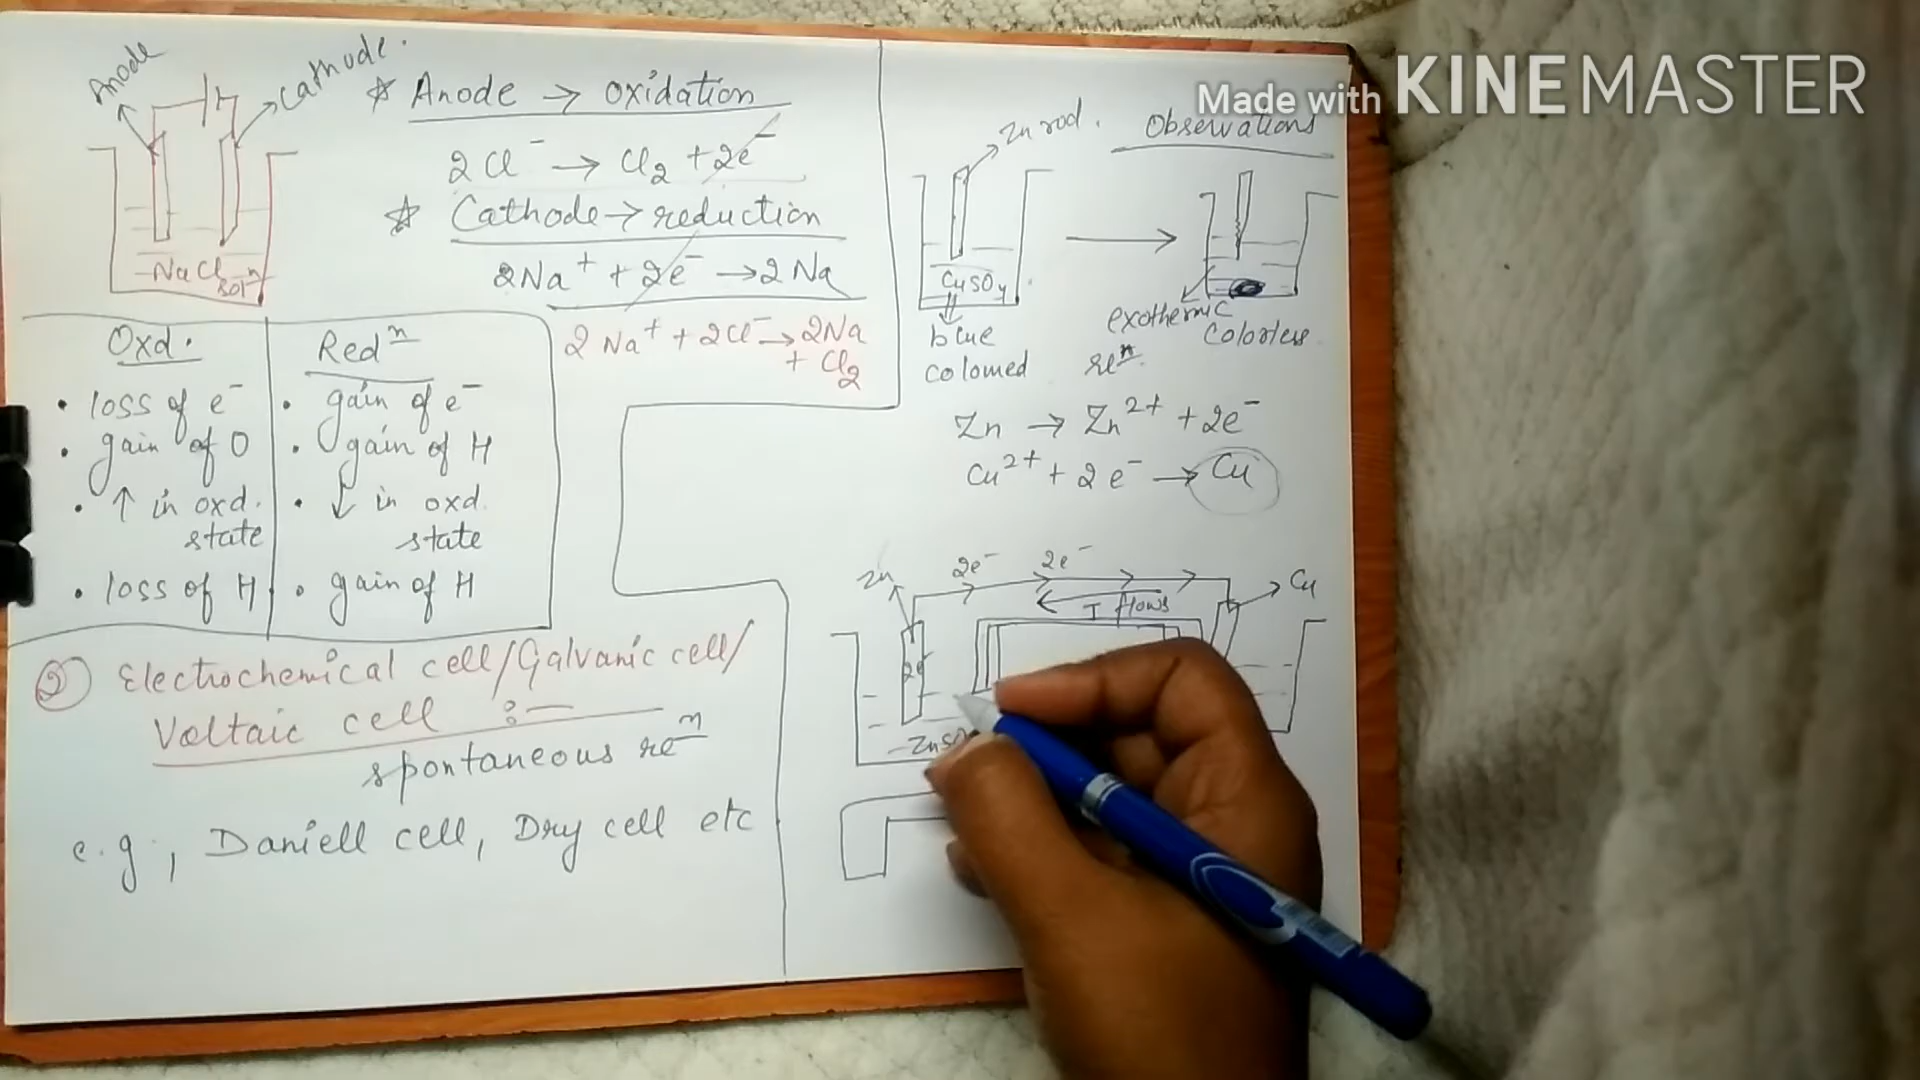 Made with KINEMASTER
Anode
Cathode.
NaCl soln
☆ Anode → oxidation
2Cl⁻ → Cl₂ + 2e⁻
☆ Cathode → reduction
2Na⁺ + 2e⁻ → 2Na
2Na⁺ + 2Cl⁻ → 2Na
+ Cl₂
Oxd.
• loss of e⁻
• gain of O
• ↑ in oxd.
state
• loss of H
Redⁿ
• gain of e⁻
• gain of H
• ↓ in oxd.
state
• gain of H
② Electrochemical cell/Galvanic cell/
Voltaic cell :—
spontaneous reⁿ
e.g., Daniell cell, Dry cell etc
Observations
Zn rod.
CuSO₄
blue
colomed
exothermic
reⁿ.
Colorless
Zn → Zn²⁺ + 2e⁻
Cu²⁺ + 2e⁻ → Cu
Zn
2e⁻
2e⁻
Cu
I flows